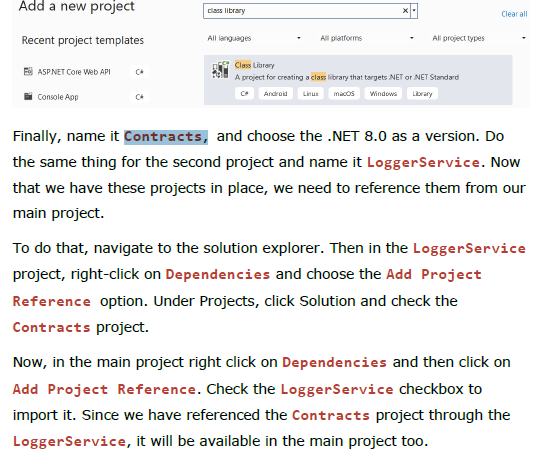 Add a new project
class library
Clear all
Recent project templates
All languages
All platforms
All project types
ASP.NET Core Web API
C#
Console App
C#
Class Library
A project for creating a class library that targets .NET or .NET Standard
C#
Android
Linux
macOS
Windows
Library
Finally, name it Contracts, and choose the .NET 8.0 as a version. Do
the same thing for the second project and name it LoggerService. Now
that we have these projects in place, we need to reference them from our
main project.
To do that, navigate to the solution explorer. Then in the LoggerService
project, right-click on Dependencies and choose the Add Project
Reference option. Under Projects, click Solution and check the
Contracts project.
Now, in the main project right click on Dependencies and then click on
Add Project Reference. Check the LoggerService checkbox to
import it. Since we have referenced the Contracts project through the
LoggerService, it will be available in the main project too.